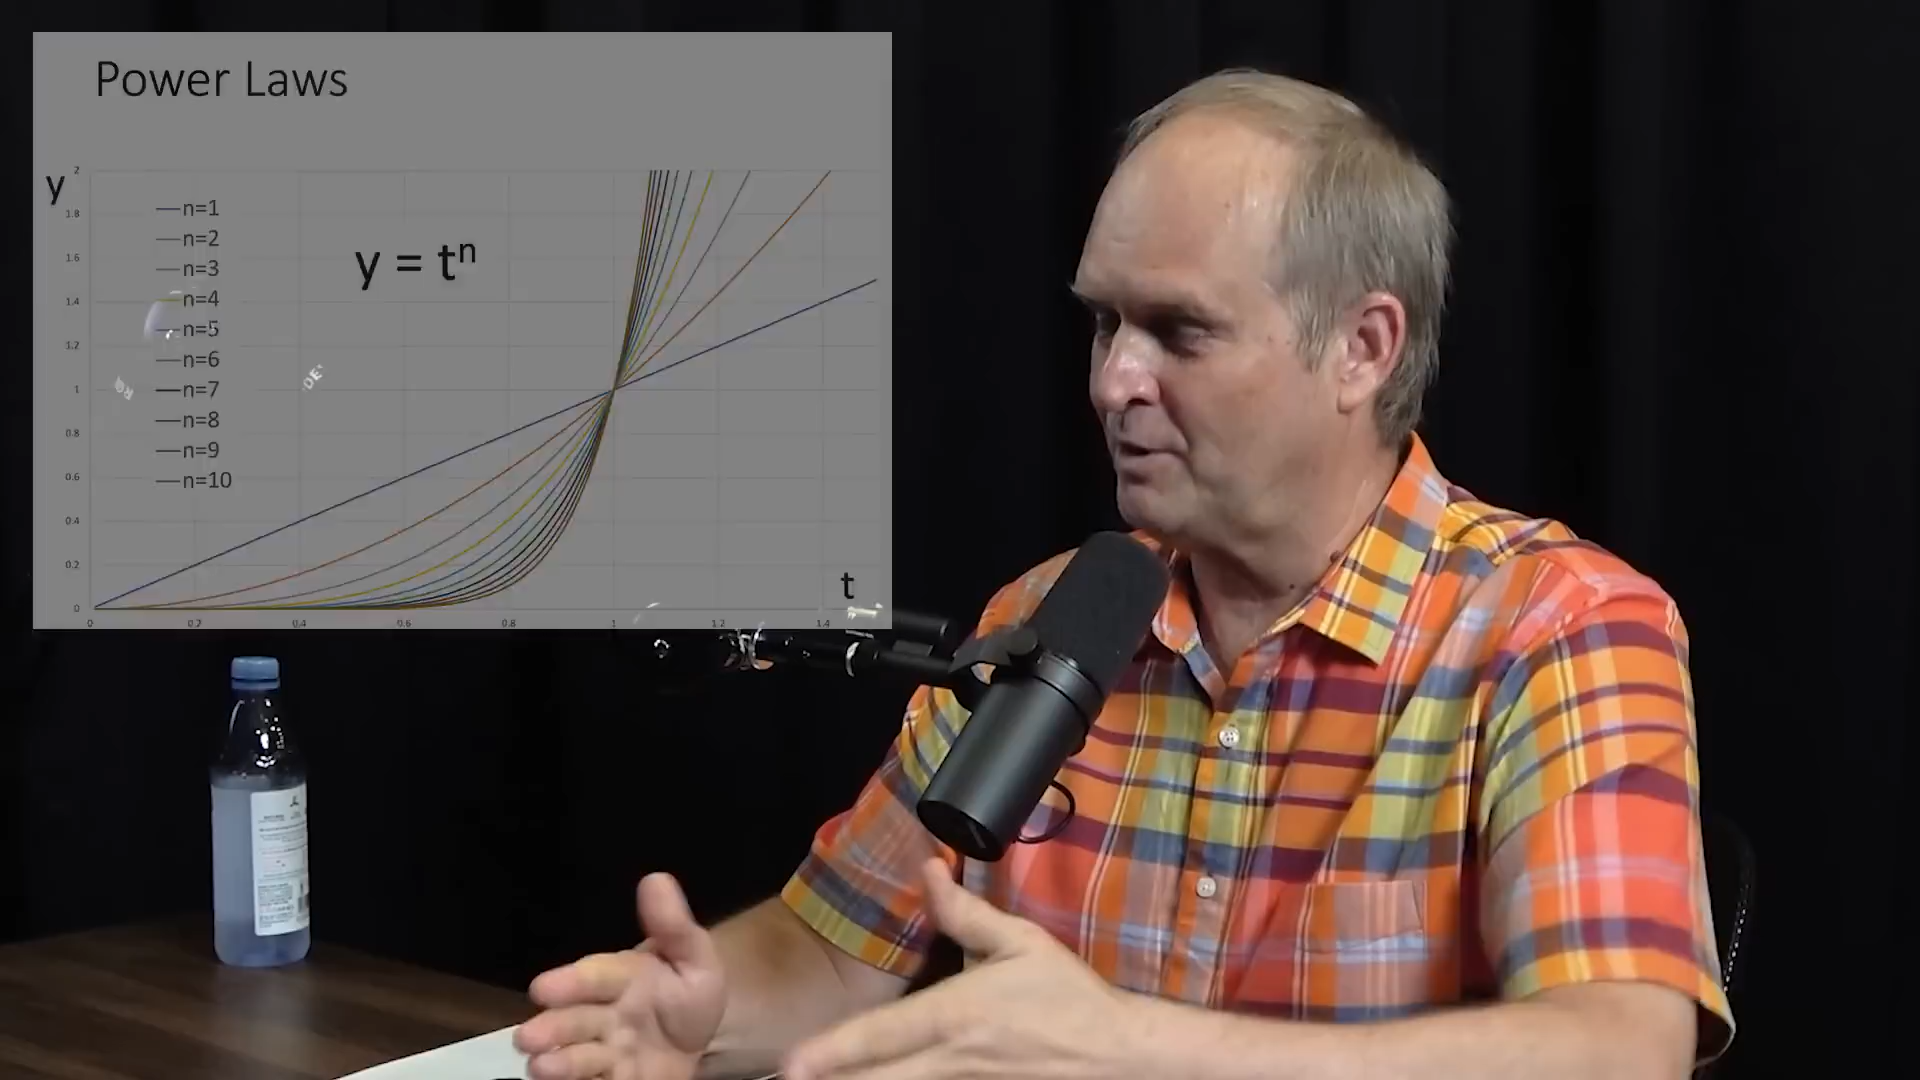 Power Laws
y
2
1.8
1.6
1.4
1.2
1
0.8
0.6
0.4
0.2
0
n=1
n=2
n=3
n=4
n=5
n=6
n=7
n=8
n=9
n=10
y = tⁿ
DE
t
0
0.2
0.4
0.6
0.8
1
1.2
1.4